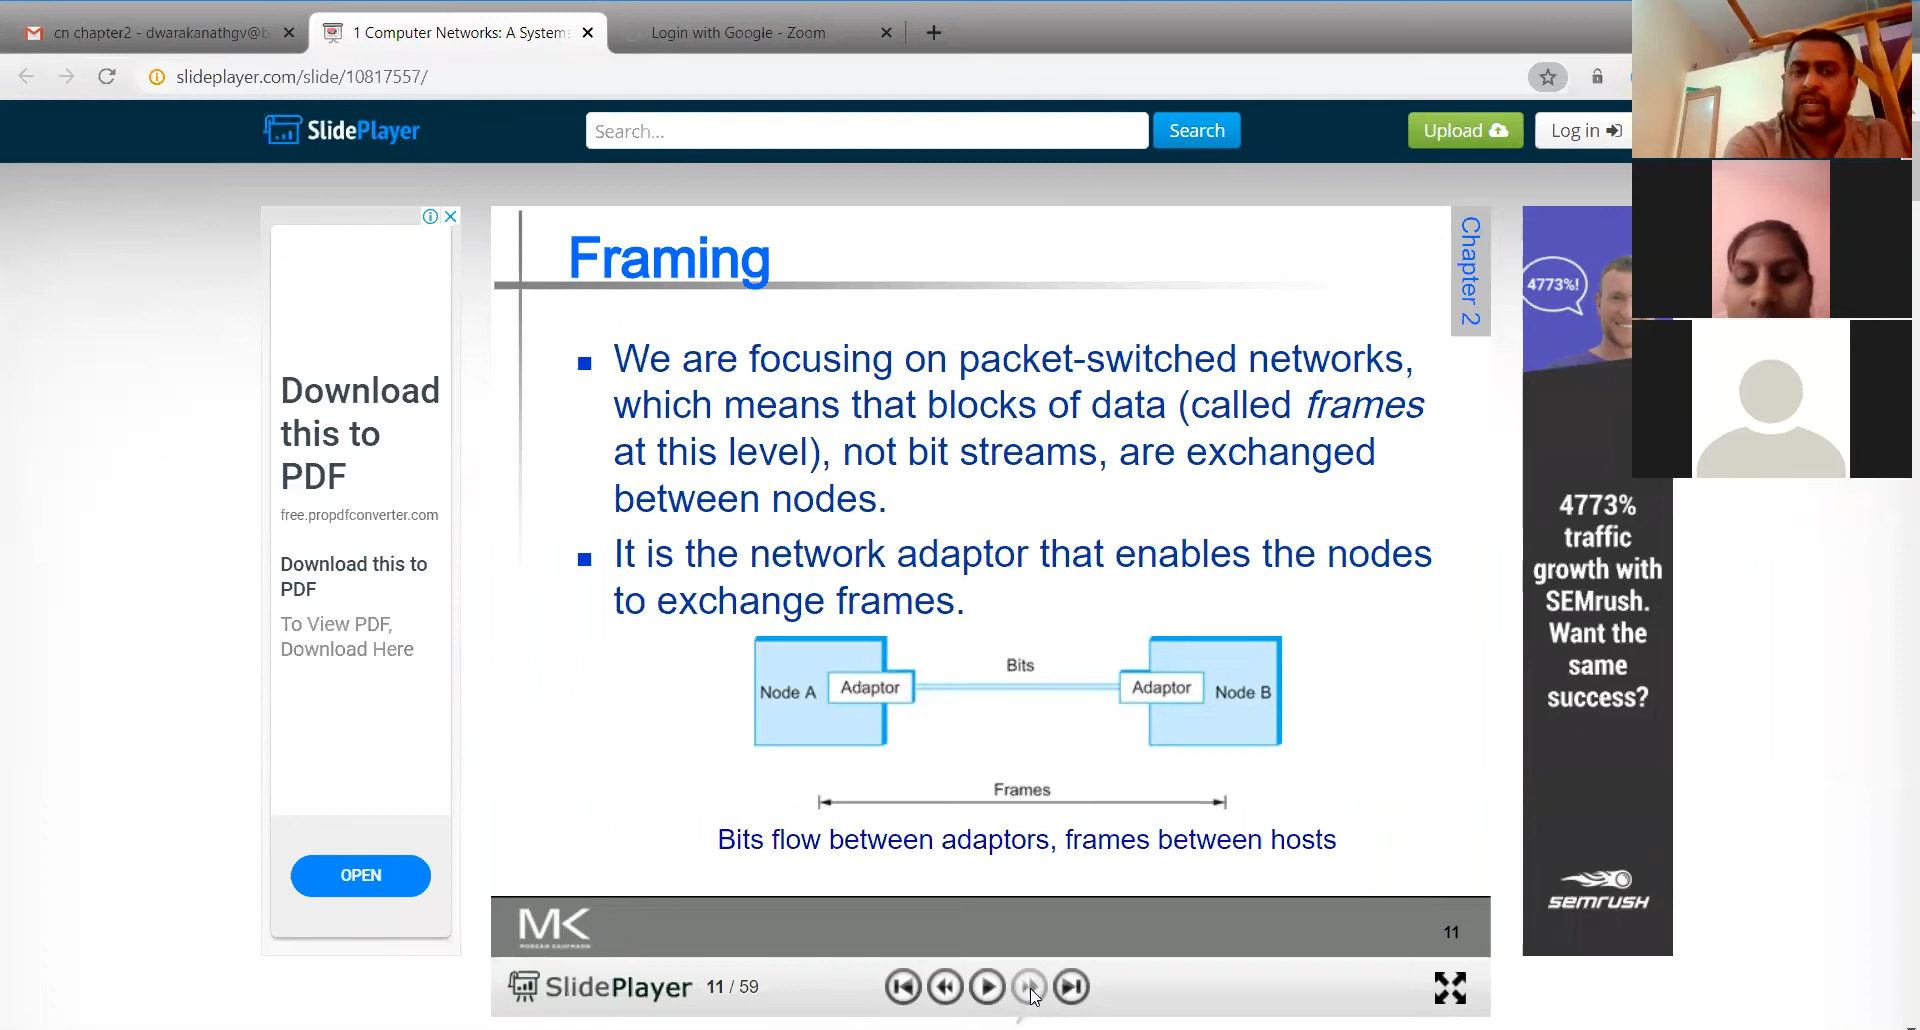 cn chapter2 - dwarakanathgv@b
1 Computer Networks: A Systems
Login with Google - Zoom
slideplayer.com/slide/10817557/
SlidePlayer
Search...
Search
Upload
Log in
Download
this to
PDF
free.propdfconverter.com
Download this to
PDF
To View PDF,
Download Here
OPEN
Framing
Chapter 2
We are focusing on packet-switched networks,
which means that blocks of data (called frames
at this level), not bit streams, are exchanged
between nodes.
It is the network adaptor that enables the nodes
to exchange frames.
Node A
Adaptor
Bits
Adaptor
Node B
Frames
Bits flow between adaptors, frames between hosts
MK
MORGAN KAUFMANN
11
SlidePlayer
11 / 59
4773%!
4773%
traffic
growth with
SEMrush.
Want the
same
success?
SEMRUSH